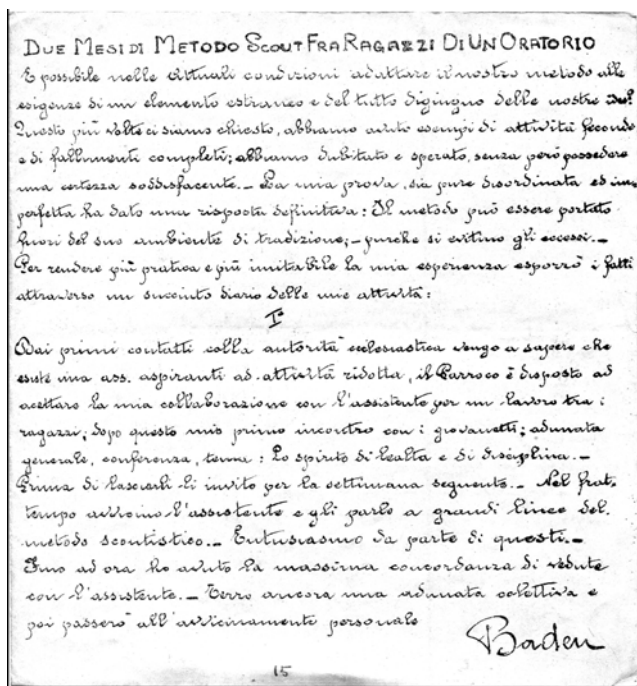 DUE MESI DI METODO SCOUT FRA RAGAZZI DI UN ORATORIO
È possibile nelle attuali condizioni adattare il nostro metodo alle
esigenze di un elemento estraneo e del tutto digiuno delle nostre
Questo più volte ci siamo chiesto, abbiamo avuto esempi di attività feconde
e di fallimenti completi; abbiamo dubitato e sperato, senza però possedere
una certezza soddisfacente. - La mia prova, sia pure disordinata ed im
perfetta ha dato una risposta definitiva: Il metodo può essere portato
fuori del suo ambiente di tradizione; - purchè si evitino gli eccessi. -
Per rendere più pratica e più imitabile la mia esperienza esporrò i fatti
attraverso un succinto diario delle mie attività:
I°
Dai primi contatti colla autorità ecclesiastica vengo a sapere che
esiste una ass. aspiranti ad attività ridotta, il Parroco è disposto ad
acettare la mia collaborazione con l'assistente per un lavoro tra i
ragazzi; dopo questo mio primo incontro con i giovanetti; adunata
generale, conferenza, tema: Lo spirito di lealtà e di disciplina. -
Prima di lasciarli li invito per la settimana seguente. - Nel frat.
tempo avvicino l'assistente e gli parlo a grandi linee del.
metodo scoutistico. - Entusiasmo da parte di questi. -
Fino ad ora ho avuto la massima concordanza di vedute
con l'assistente. - Terrò ancora una adunata colettiva e
poi passerò all'avvicinamento personale
Baden
15